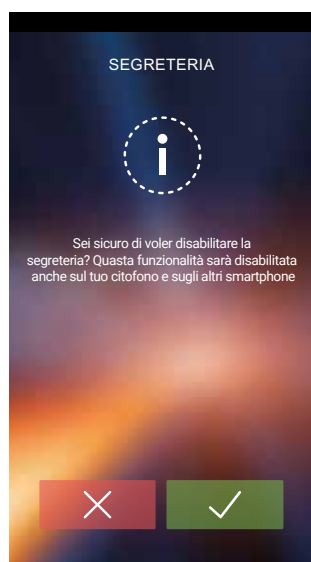 SEGRETERIA
Sei sicuro di voler disabilitare la
segreteria? Quasta funzionalità sarà disabilitata
anche sul tuo citofono e sugli altri smartphone